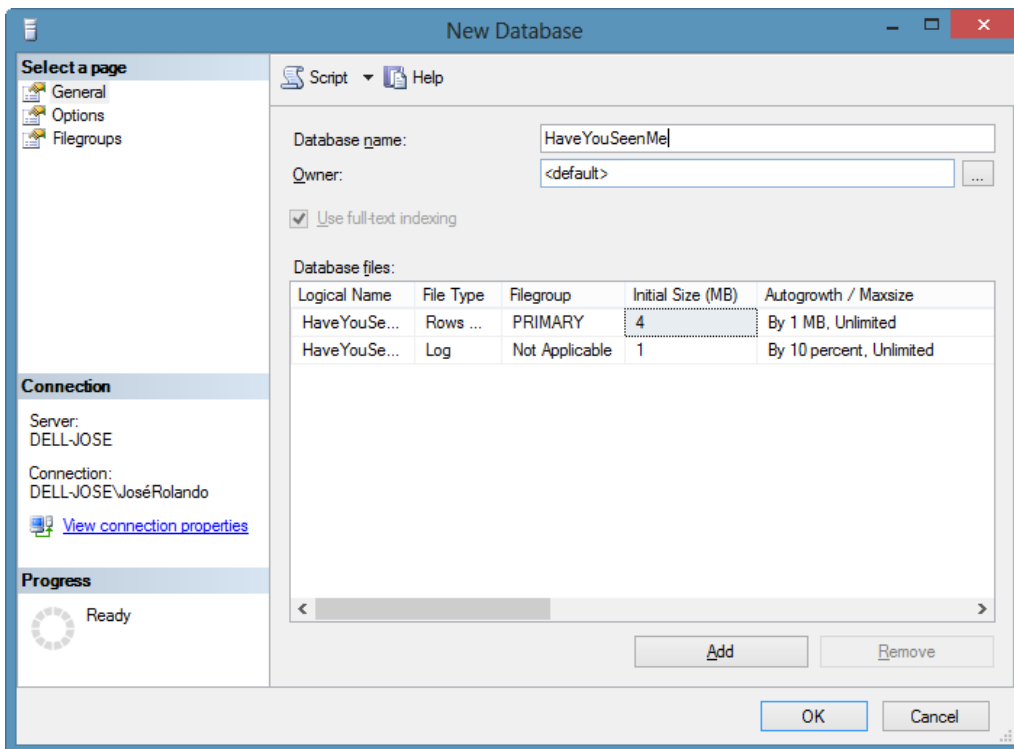 New Database
Select a page
General
Options
Filegroups
Script
Help
Database name:
HaveYouSeenMe
Owner:
<default>
...
Use full-text indexing
Database files:
Logical Name File Type Filegroup Initial Size (MB) Autogrowth / Maxsize
HaveYouSe... Rows ... PRIMARY 4 By 1 MB, Unlimited
HaveYouSe... Log Not Applicable 1 By 10 percent, Unlimited
Connection
Server:
DELL-JOSE
Connection:
DELL-JOSE\JoséRolando
View connection properties
Progress
Ready
Add
Remove
OK
Cancel